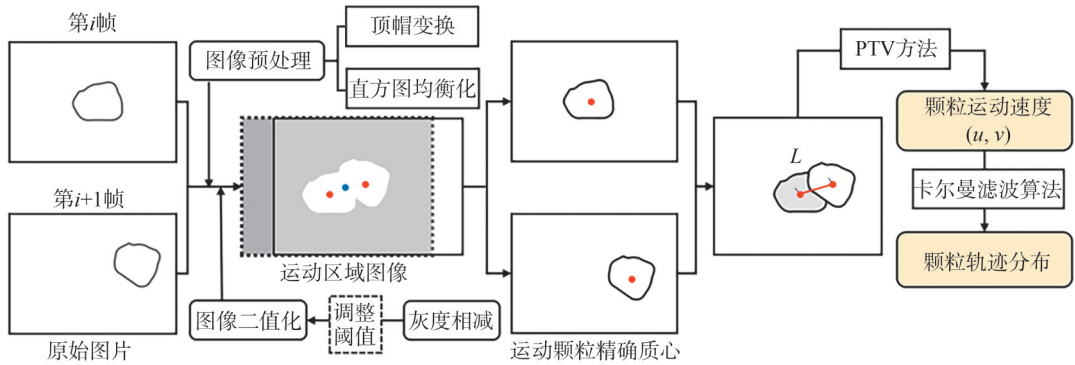 第i帧
图像预处理
顶帽变换
直方图均衡化
PTV方法
颗粒运动速度
(u, v)
L
卡尔曼滤波算法
颗粒轨迹分布
第i+1帧
运动区域图像
图像二值化
调整
阈值
灰度相减
原始图片
运动颗粒精确质心